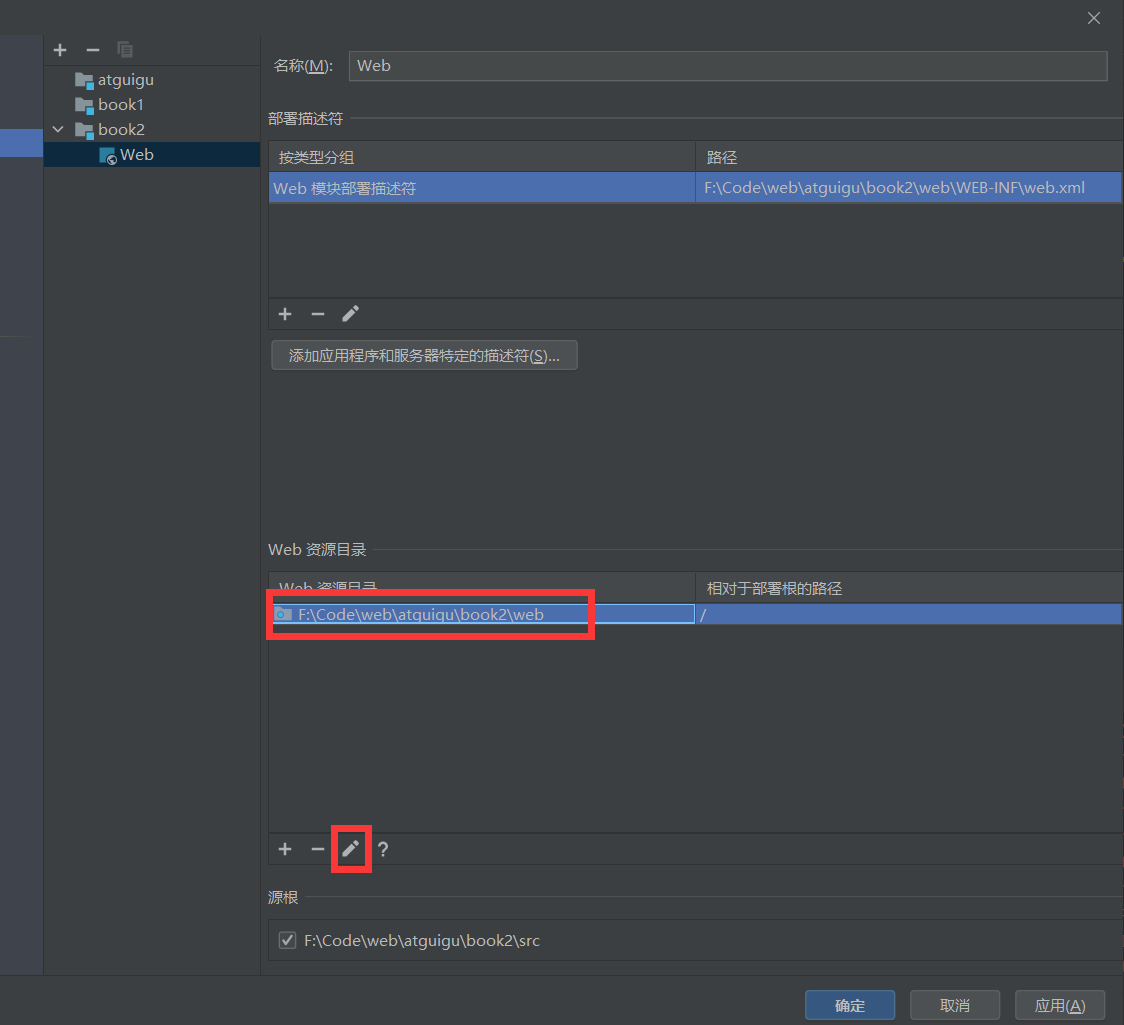 atguigu
book1
book2
Web
名称(M): Web
部署描述符
按类型分组 路径
Web 模块部署描述符 F:\Code\web\atguigu\book2\web\WEB-INF\web.xml
添加应用程序和服务器特定的描述符(S)...
Web 资源目录
Web 资源目录 相对于部署根的路径
F:\Code\web\atguigu\book2\web /
源根
F:\Code\web\atguigu\book2\src
确定 取消 应用(A)